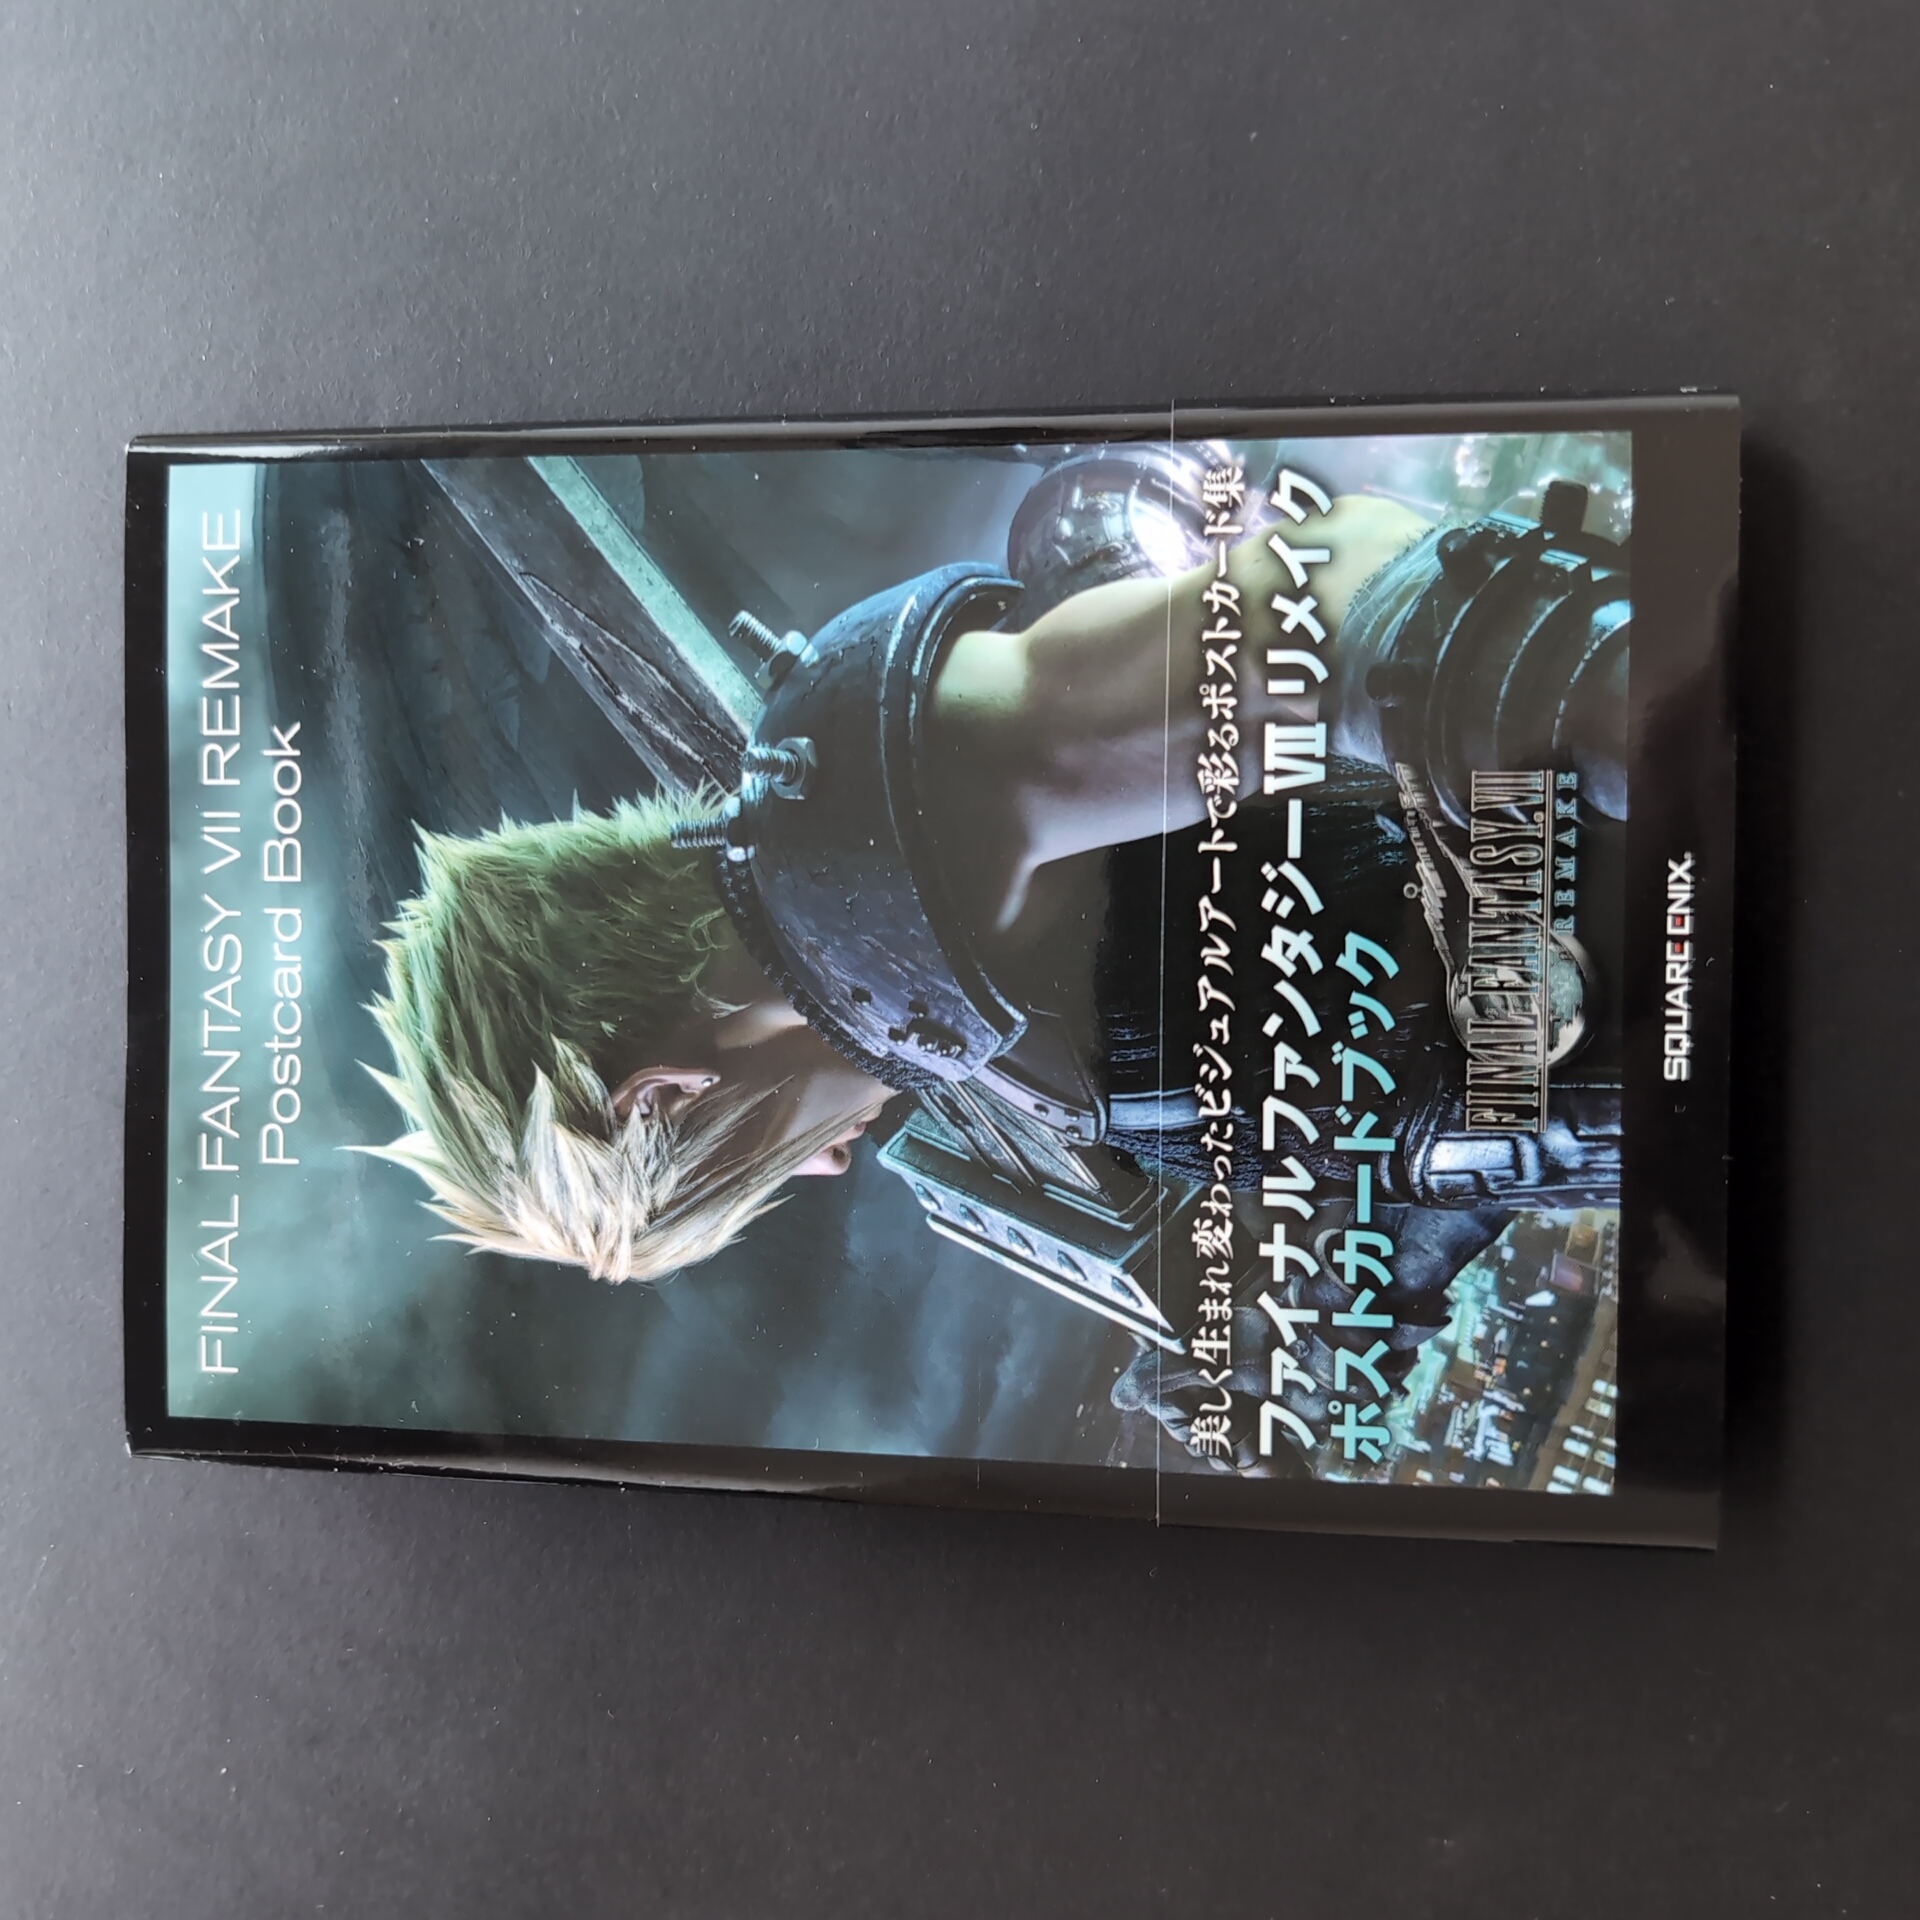 FINAL FANTASY VII REMAKE
Postcard Book
美しく生まれ変わったビジュアルアートで彩るポストカード集
ファイナルファンタジーVII リメイク
ポストカードブック
FINAL FANTASY. VII
REMAKE
SQUARE ENIX®